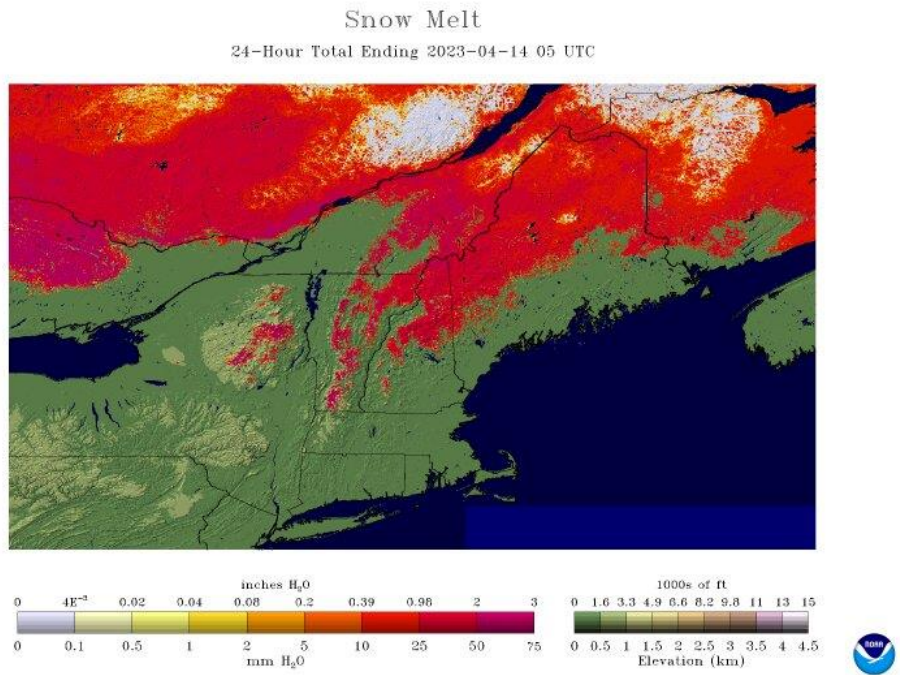 Snow Melt
24-Hour Total Ending 2023-04-14 05 UTC
inches H₂O
0 4E⁻³ 0.02 0.04 0.08 0.2 0.39 0.98 2 3
0 0.1 0.5 1 2 5 10 25 50 75
mm H₂O
1000s of ft
0 1.6 3.3 4.9 6.6 8.2 9.8 11 13 15
0 0.5 1 1.5 2 2.5 3 3.5 4 4.5
Elevation (km)
NOAA